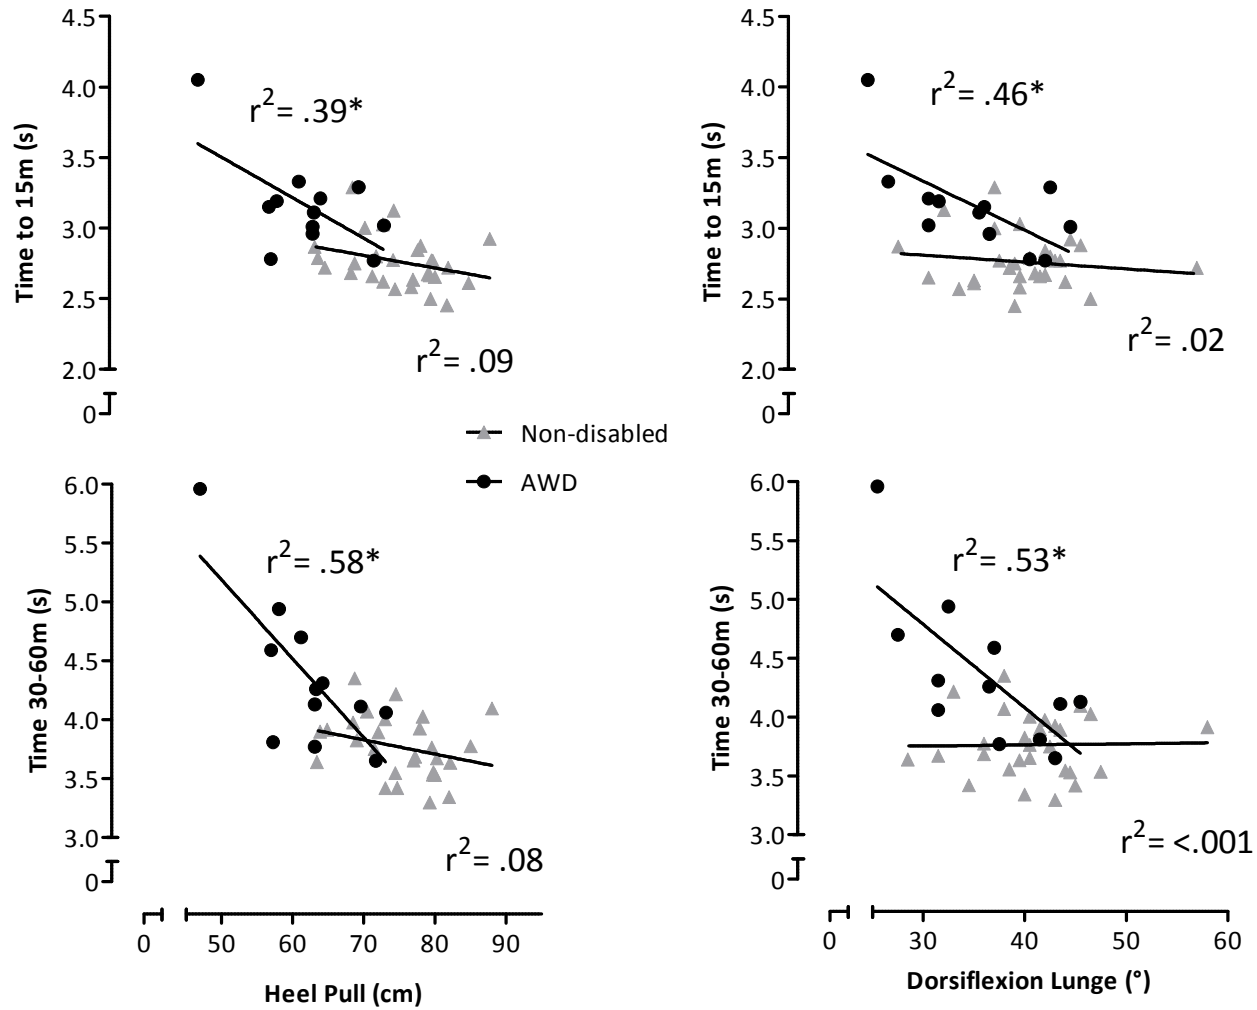 4.5
4.0
3.5
3.0
2.5
2.0
0
Time to 15m (s)
r2= .39*
r2= .09
4.5
4.0
3.5
3.0
2.5
2.0
0
Time to 15m (s)
r2= .46*
r2= .02
Non-disabled
AWD
6.0
5.5
5.0
4.5
4.0
3.5
3.0
0
Time 30-60m (s)
r2= .58*
r2= .08
0 50 60 70 80 90
Heel Pull (cm)
6.0
5.5
5.0
4.5
4.0
3.5
3.0
0
Time 30-60m (s)
r2= .53*
r2= <.001
0 30 40 50 60
Dorsiflexion Lunge (°)